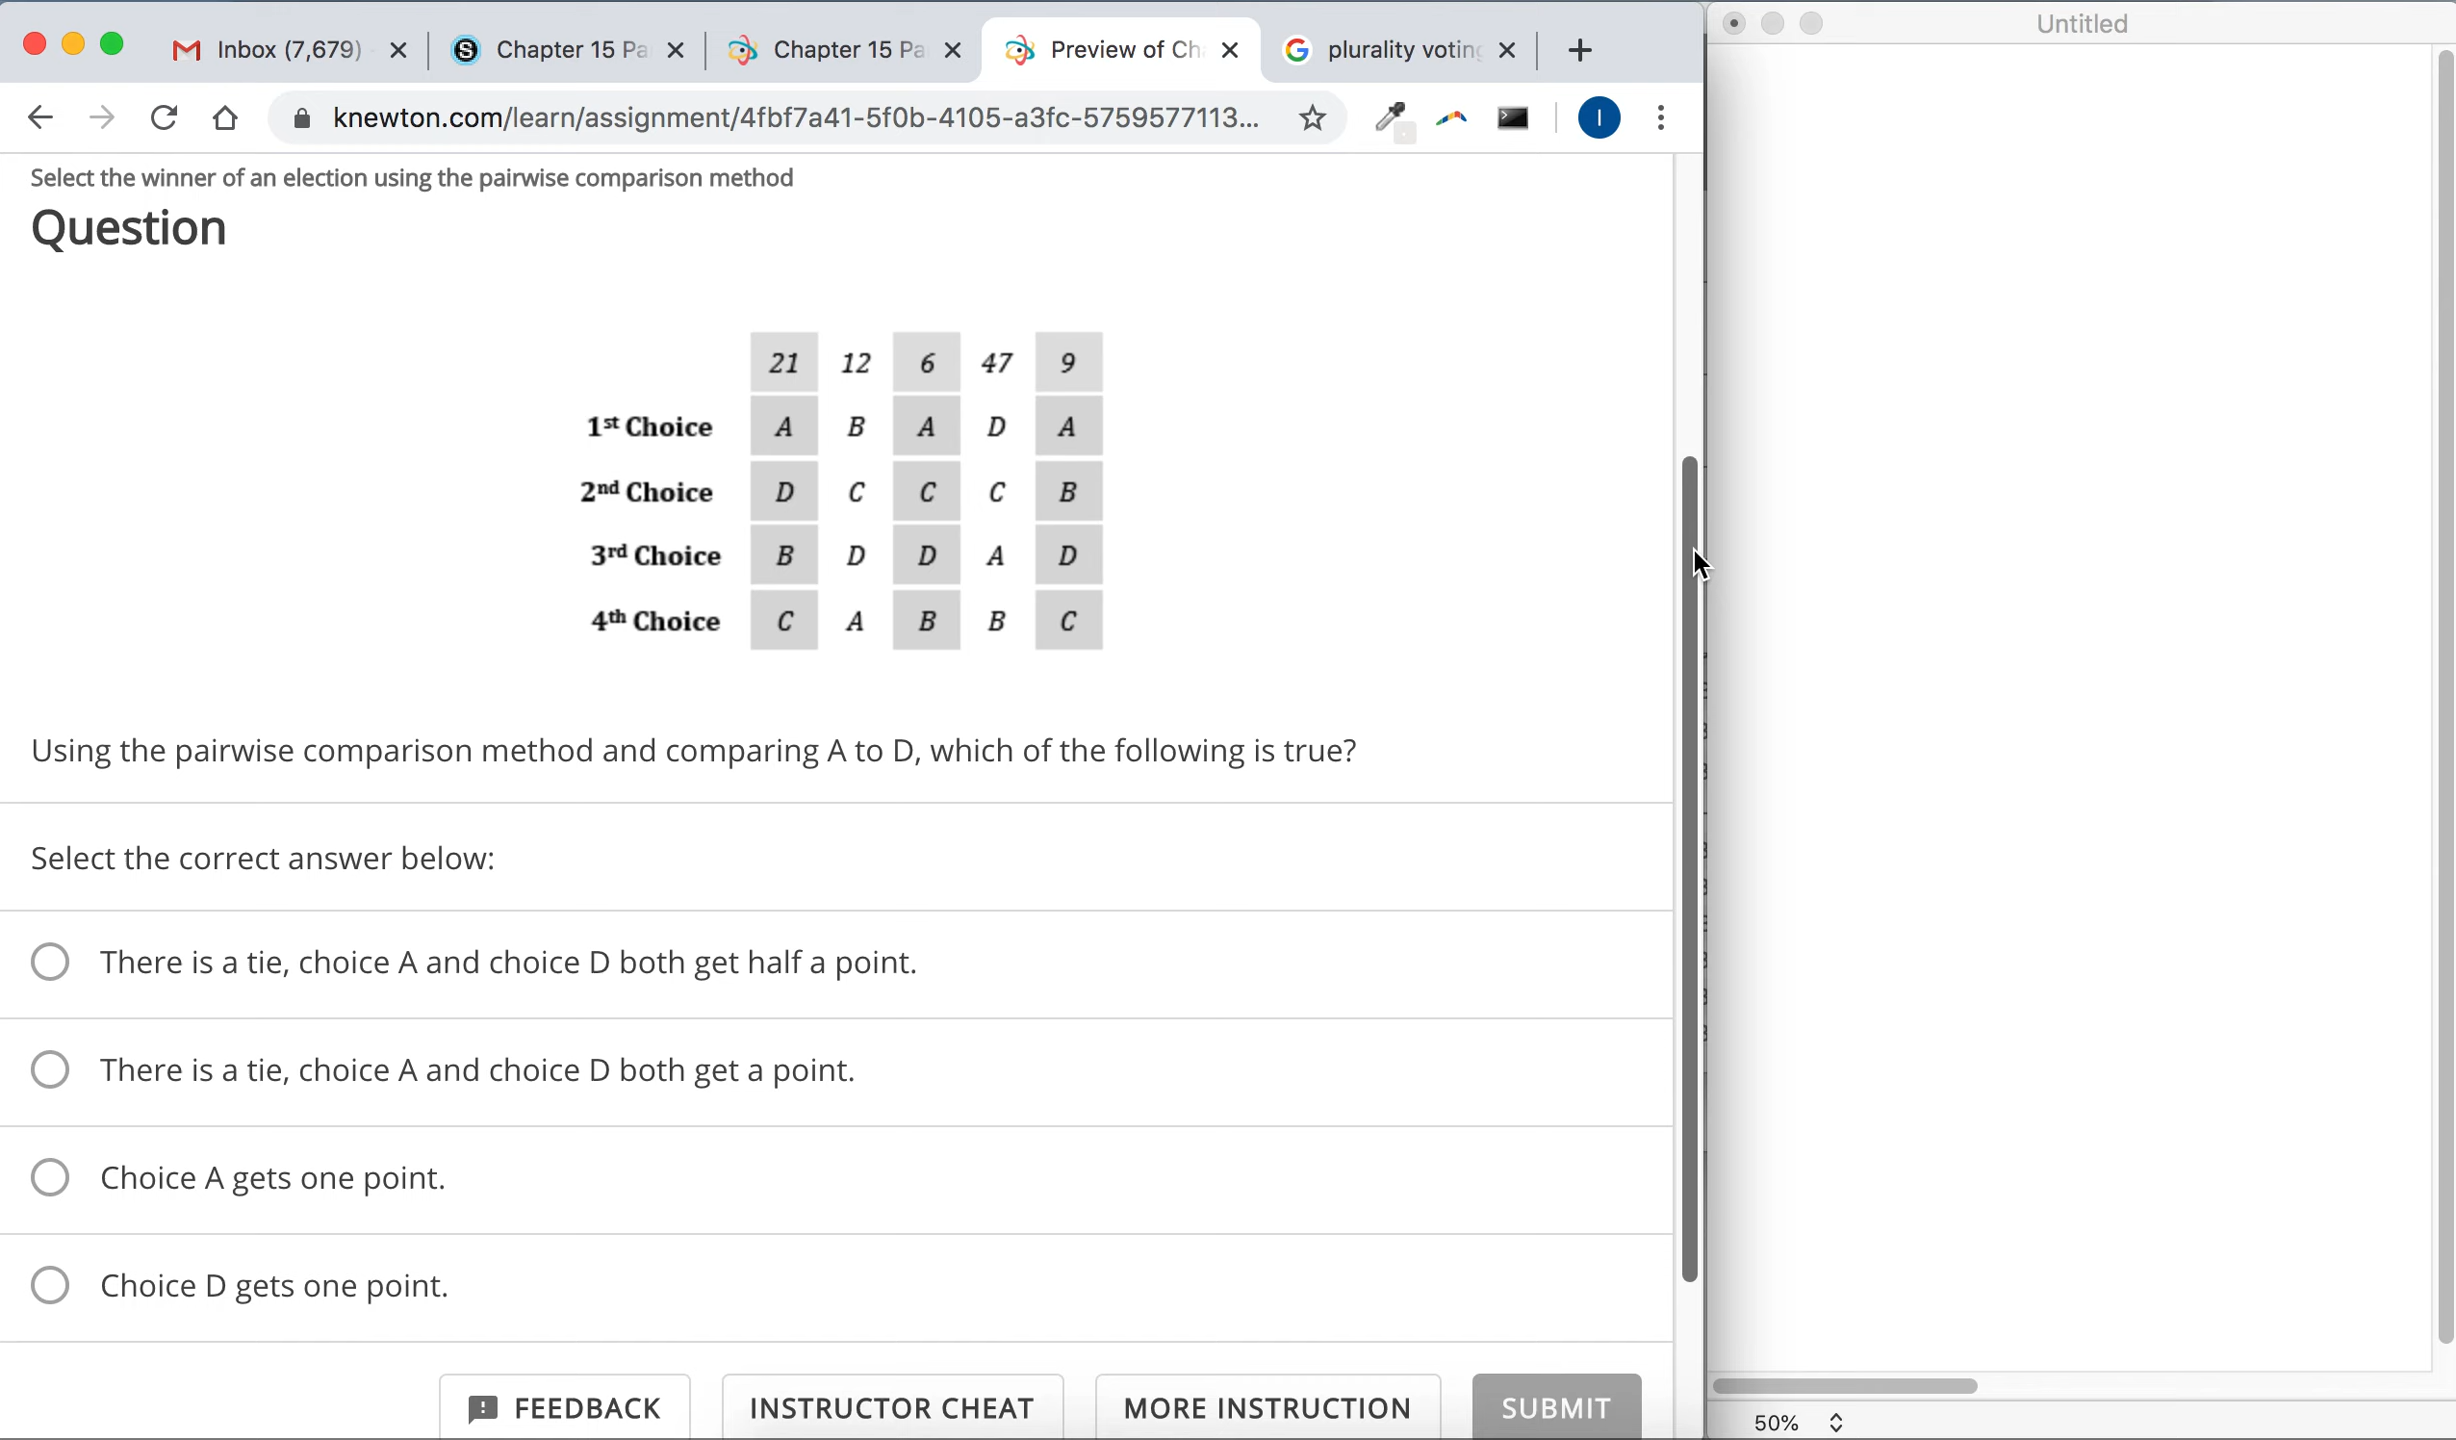 Inbox (7,679)
Chapter 15 Pa
Chapter 15 Pa
Preview of Ch
plurality voting
Untitled
knewton.com/learn/assignment/4fbf7a41-5f0b-4105-a3fc-5759577113...
I
Select the winner of an election using the pairwise comparison method
Question
21 12 6 47 9
1st Choice A B A D A
2nd Choice D C C C B
3rd Choice B D D A D
4th Choice C A B B C
Using the pairwise comparison method and comparing A to D, which of the following is true?
Select the correct answer below:
There is a tie, choice A and choice D both get half a point.
There is a tie, choice A and choice D both get a point.
Choice A gets one point.
Choice D gets one point.
FEEDBACK
INSTRUCTOR CHEAT
MORE INSTRUCTION
SUBMIT
50%